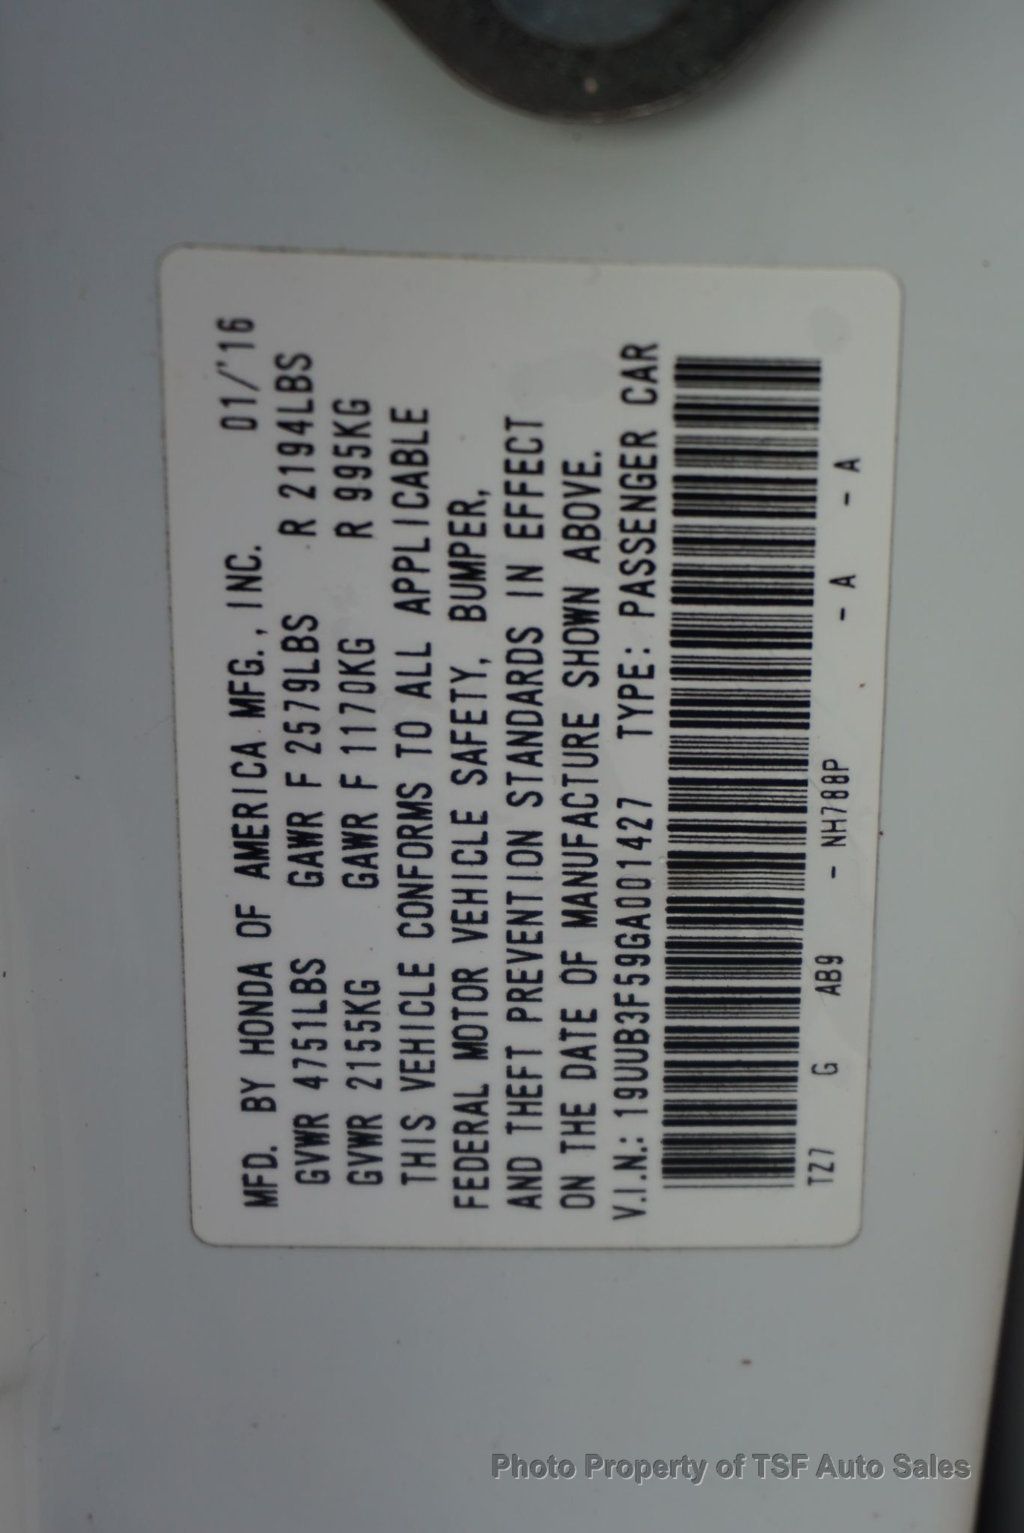 MFD. BY HONDA OF AMERICA MFG., INC. 01/'16
GVWR 4751LBS GAWR F 2579LBS R 2194LBS
GVWR 2155KG GAWR F 1170KG R 995KG
THIS VEHICLE CONFORMS TO ALL APPLICABLE
FEDERAL MOTOR VEHICLE SAFETY, BUMPER,
AND THEFT PREVENTION STANDARDS IN EFFECT
ON THE DATE OF MANUFACTURE SHOWN ABOVE.
V.I.N.: 19UUB3F59GA001427 TYPE: PASSENGER CAR
TZ7 G AB9 - NH788P - A - A
Photo Property of TSF Auto Sales